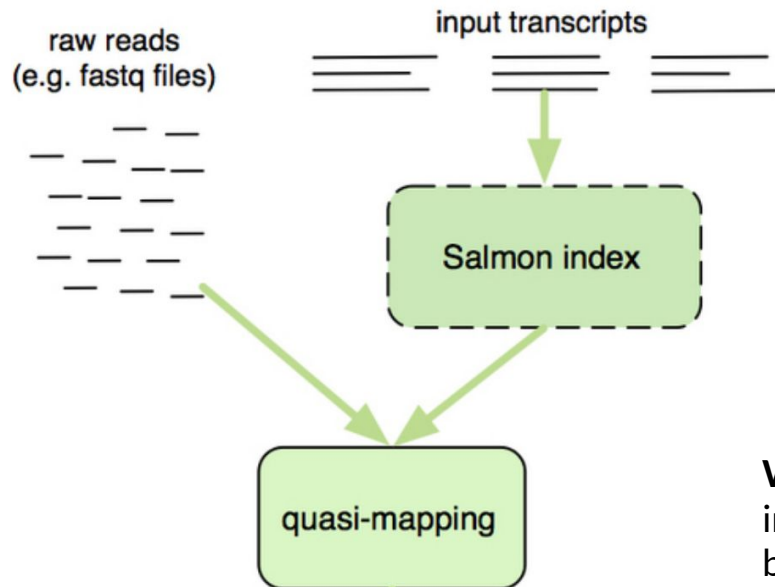 raw reads
(e.g. fastq files)
input transcripts
Salmon index
quasi-mapping